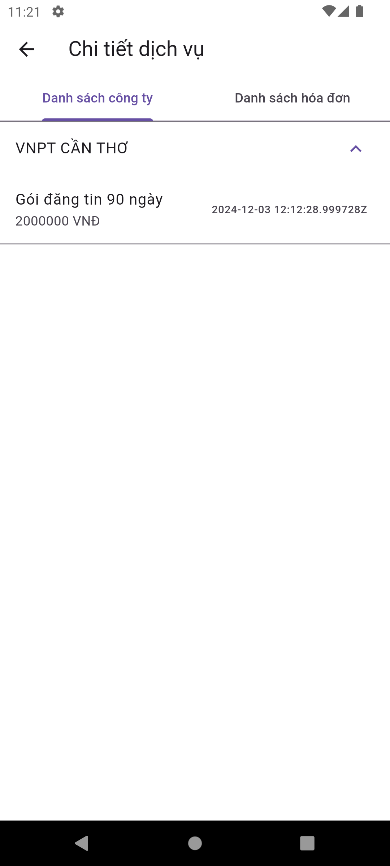 11:21
Chi tiết dịch vụ
Danh sách công ty
Danh sách hóa đơn
VNPT CẦN THƠ
Gói đăng tin 90 ngày
2000000 VNĐ
2024-12-03 12:12:28.999728Z